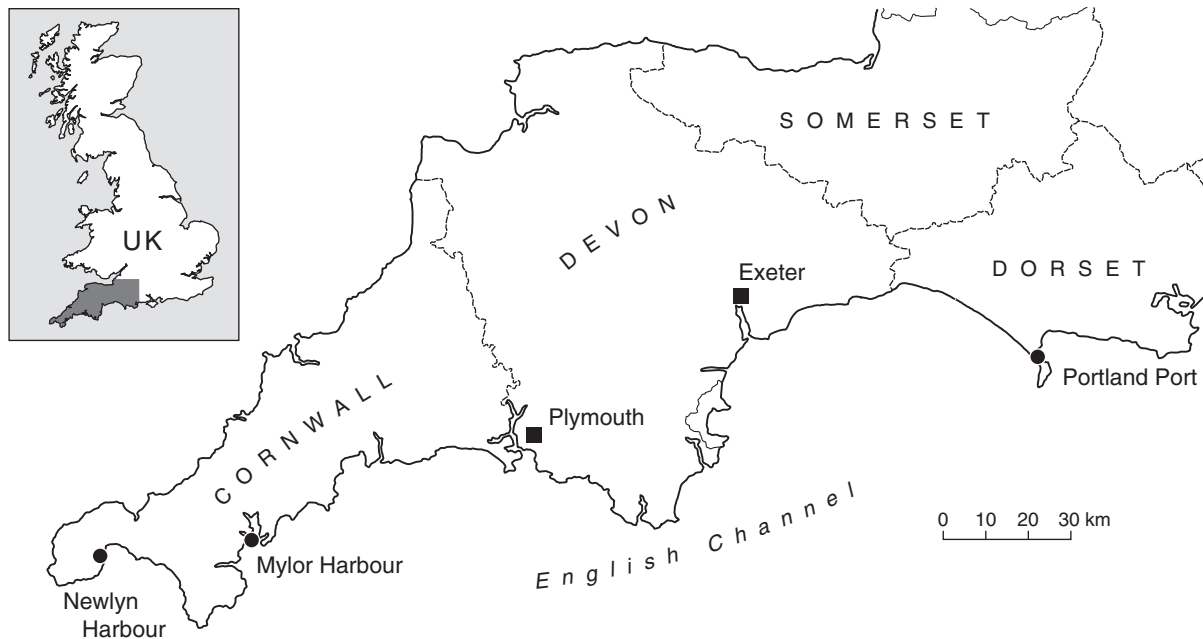 UK
SOMERSET
DEVON
Exeter
DORSET
Portland Port
Plymouth
CORNWALL
English Channel
0 10 20 30 km
Mylor Harbour
Newlyn
Harbour